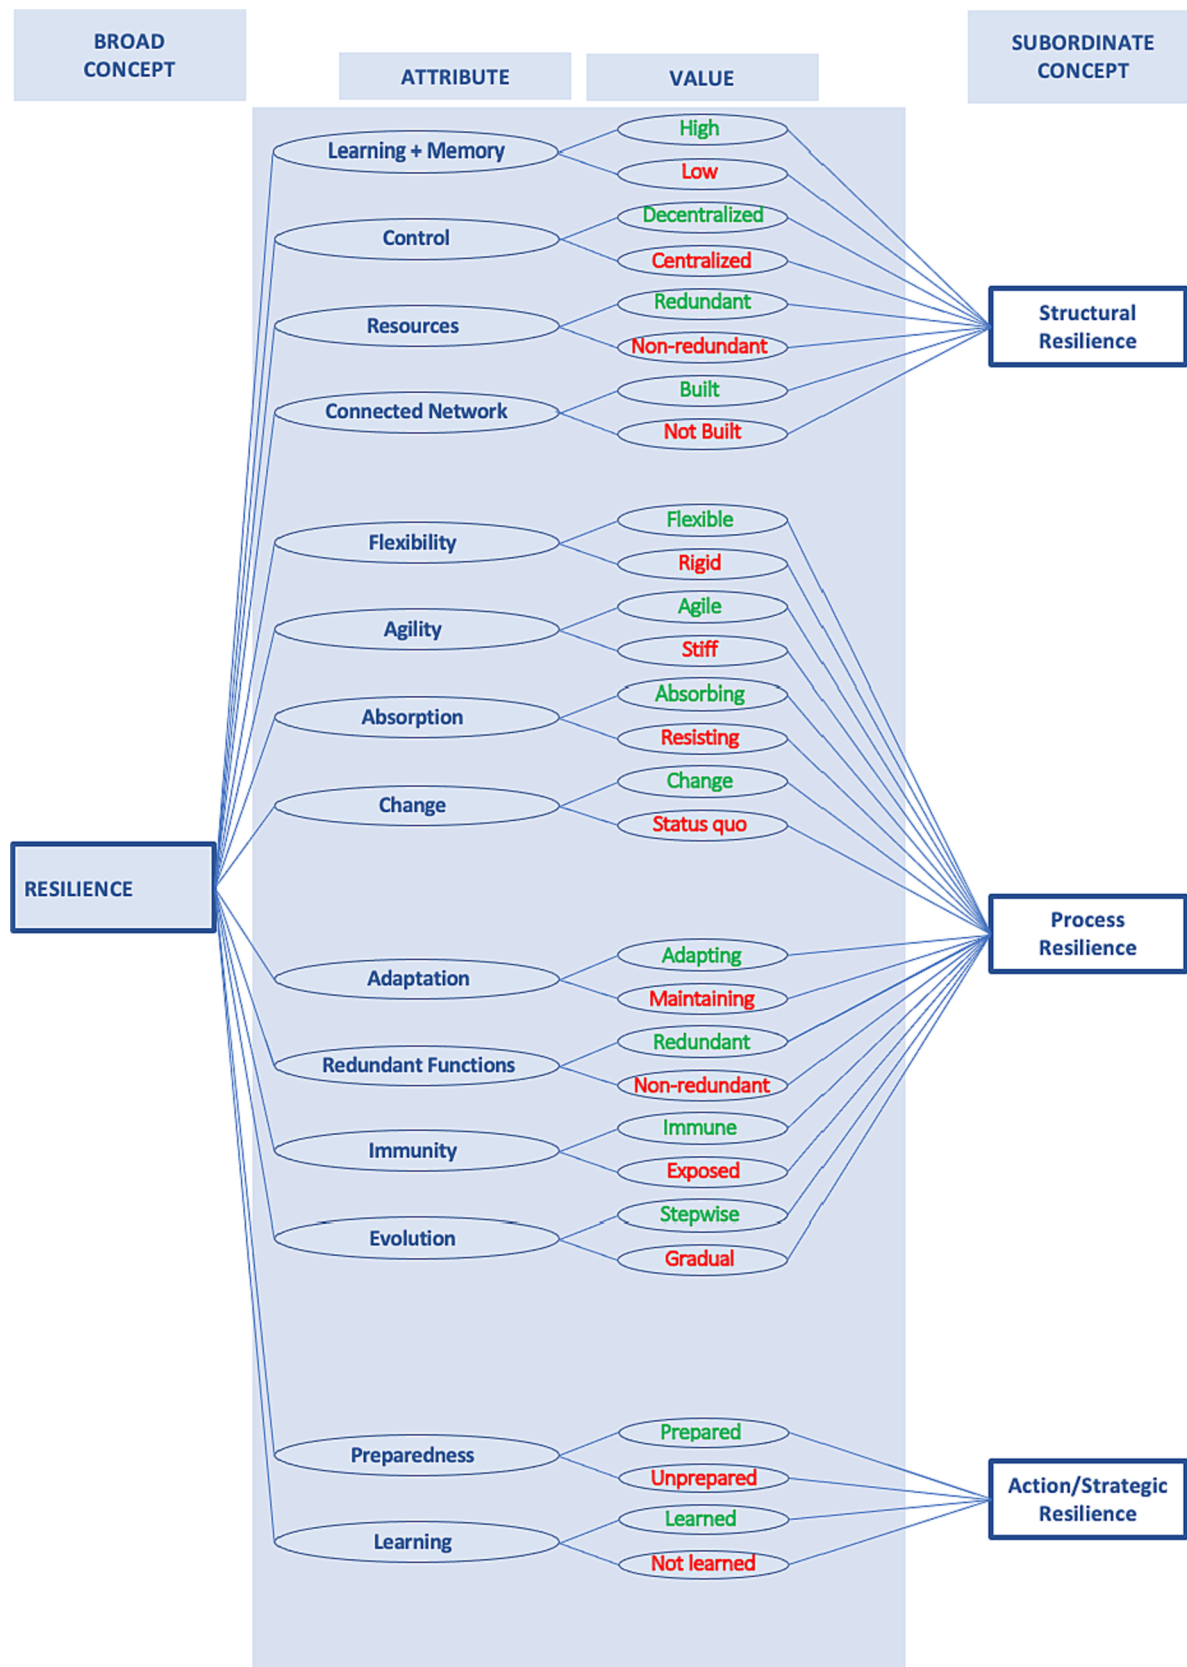 BROAD
CONCEPT
ATTRIBUTE
VALUE
SUBORDINATE
CONCEPT
Learning + Memory
High
Low
Control
Decentralized
Centralized
Resources
Redundant
Non-redundant
Structural
Resilience
Connected Network
Built
Not Built
Flexibility
Flexible
Rigid
Agility
Agile
Stiff
Absorption
Absorbing
Resisting
Change
Change
Status quo
RESILIENCE
Process
Resilience
Adaptation
Adapting
Maintaining
Redundant Functions
Redundant
Non-redundant
Immunity
Immune
Exposed
Evolution
Stepwise
Gradual
Preparedness
Prepared
Unprepared
Action/Strategic
Resilience
Learning
Learned
Not learned